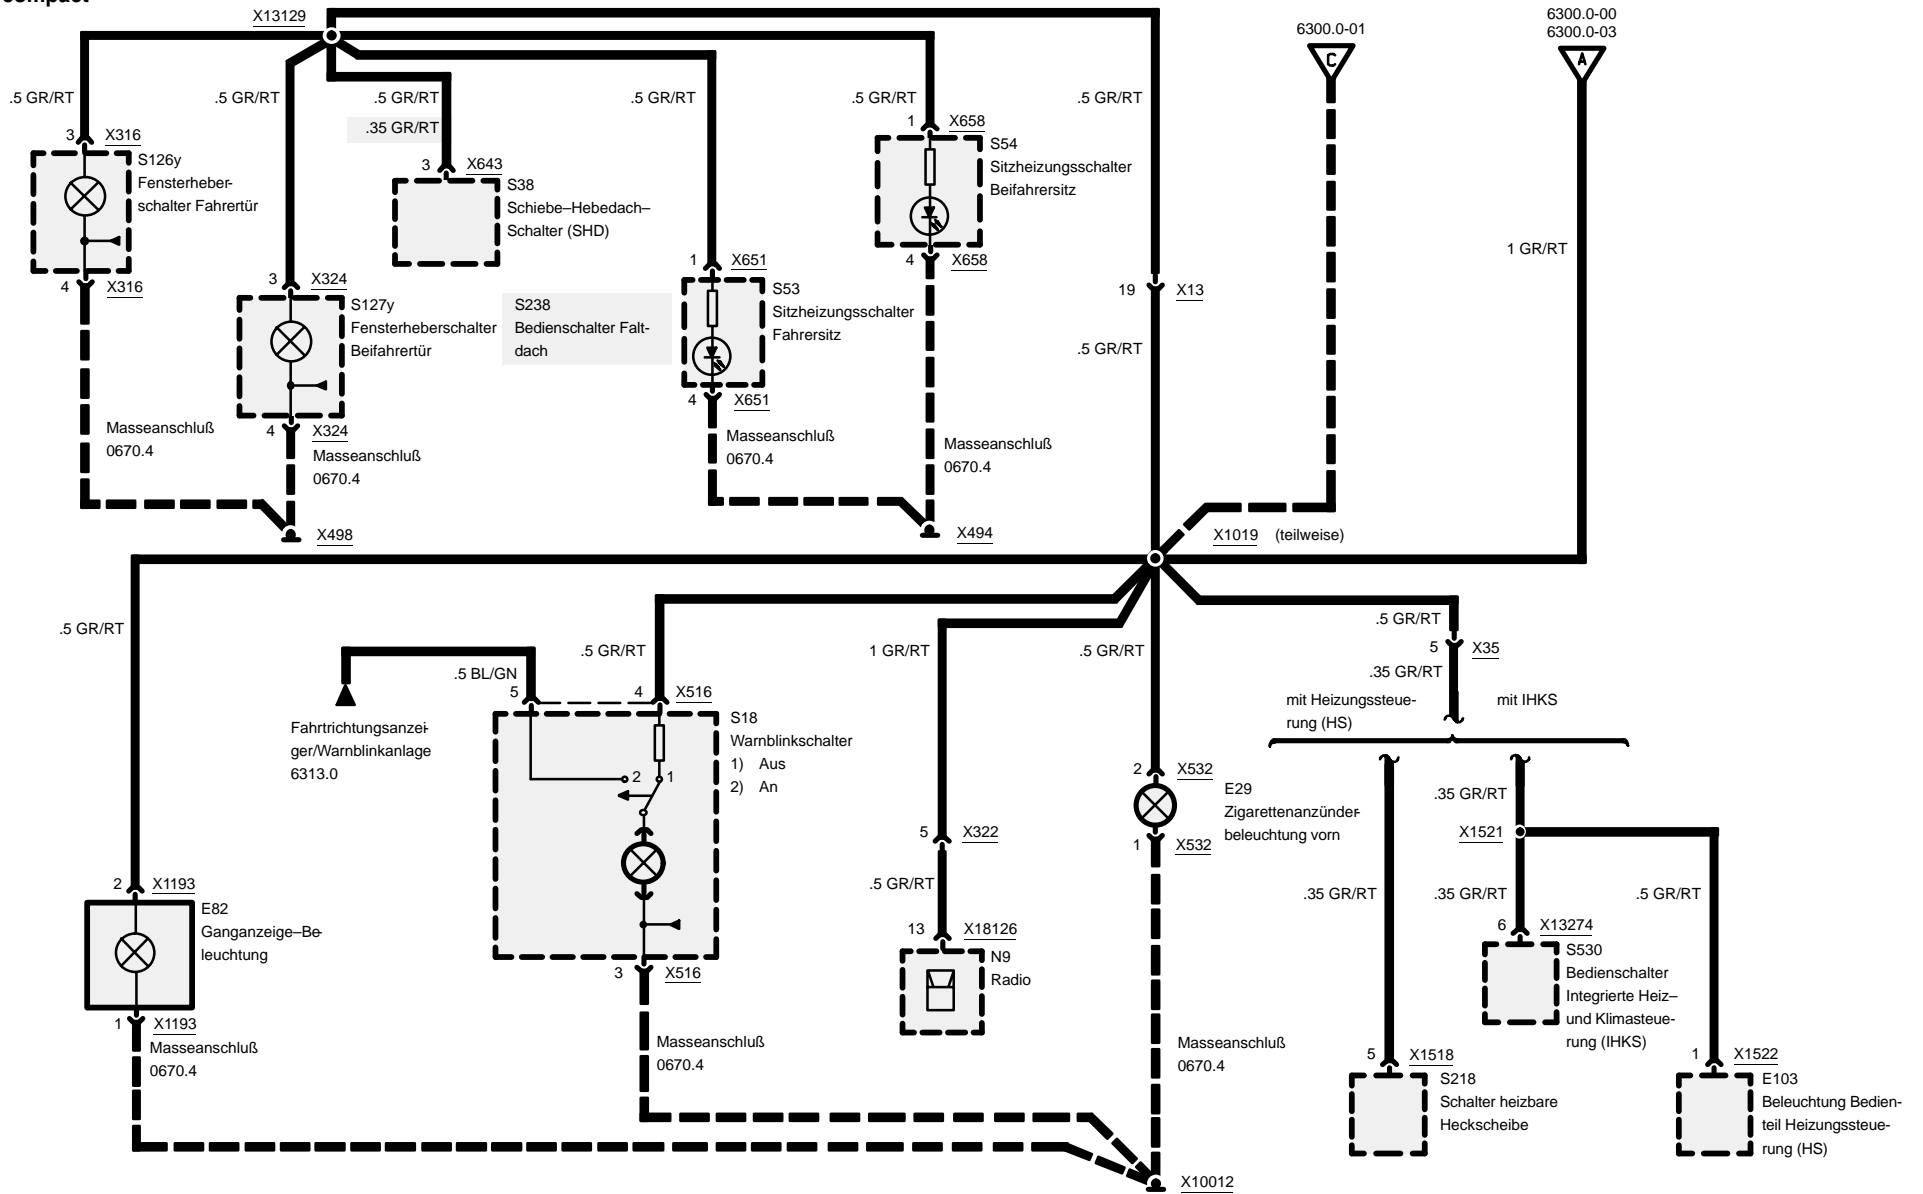 compact
X13129
6300.0-01
C
6300.0-00
6300.0-03
A
.5 GR/RT
.5 GR/RT
.5 GR/RT
.35 GR/RT
.5 GR/RT
.5 GR/RT
.5 GR/RT
1 GR/RT
3 X316
S126y
Fensterheber-
schalter Fahrertür
4 X316
Masseanschluß
0670.4
3 X324
S127y
Fensterheberschalter
Beifahrertür
4 X324
Masseanschluß
0670.4
X498
3 X643
S38
Schiebe–Hebedach–
Schalter (SHD)
S238
Bedienschalter Falt-
dach
1 X651
S53
Sitzheizungsschalter
Fahrersitz
4 X651
Masseanschluß
0670.4
1 X658
S54
Sitzheizungsschalter
Beifahrersitz
4 X658
Masseanschluß
0670.4
X494
19 X13
.5 GR/RT
X1019 (teilweise)
.5 GR/RT
2 X1193
E82
Ganganzeige–Be-
leuchtung
1 X1193
Masseanschluß
0670.4
Fahrtrichtungsanzei-
ger/Warnblinkanlage
6313.0
.5 BL/GN
5
.5 GR/RT
4 X516
S18
Warnblinkschalter
1) Aus
2) An
2 1
3 X516
Masseanschluß
0670.4
1 GR/RT
5 X322
.5 GR/RT
13 X18126
N9
Radio
.5 GR/RT
2 X532
E29
Zigarettenanzünder-
beleuchtung vorn
1 X532
Masseanschluß
0670.4
X10012
.5 GR/RT
5 X35
.35 GR/RT
mit Heizungssteue-
rung (HS)
mit IHKS
.35 GR/RT
5 X1518
S218
Schalter heizbare
Heckscheibe
.35 GR/RT
X1521
.35 GR/RT
6 X13274
S530
Bedienschalter
Integrierte Heiz–
und Klimasteue-
rung (IHKS)
.5 GR/RT
1 X1522
E103
Beleuchtung Bedien-
teil Heizungssteue-
rung (HS)